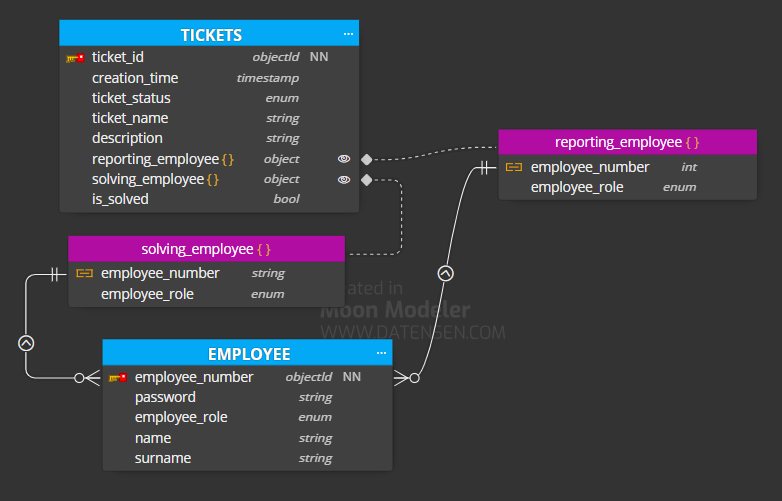 TICKETS ...
ticket_id objectId NN
creation_time timestamp
ticket_status enum
ticket_name string
description string
reporting_employee { } object
solving_employee { } object
is_solved bool
reporting_employee { }
employee_number int
employee_role enum
solving_employee { }
employee_number string
employee_role enum
Created in
Moon Modeler
WWW.DATENSEN.COM
EMPLOYEE ...
employee_number objectId NN
password string
employee_role enum
name string
surname string